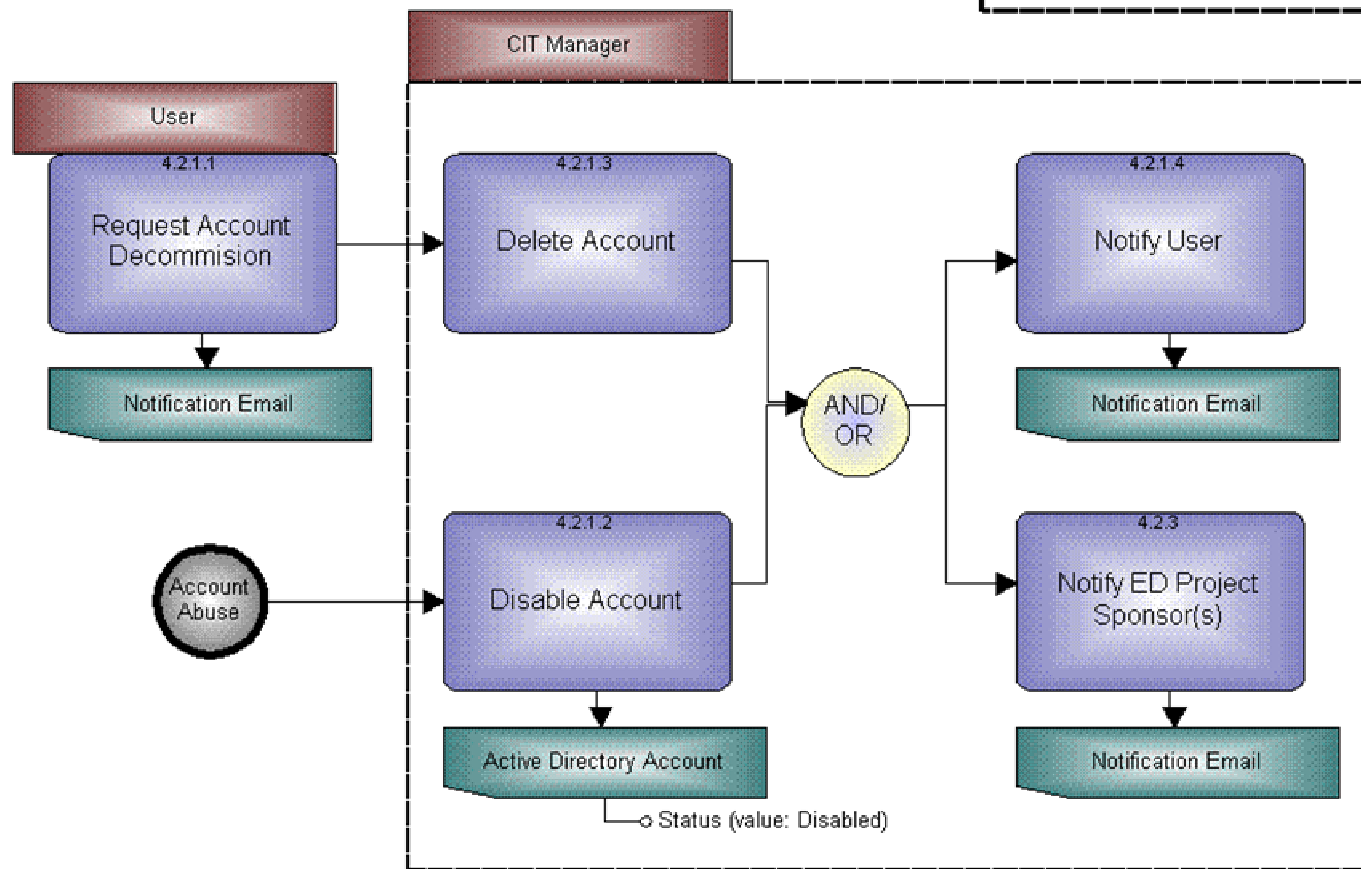 CIT Manager
User
4.2.1.1
Request Account
Decommision
Notification Email
4.2.1.3
Delete Account
4.2.1.4
Notify User
Notification Email
AND/
OR
Account
Abuse
4.2.1.2
Disable Account
Active Directory Account
Status (value: Disabled)
4.2.3
Notify ED Project
Sponsor(s)
Notification Email